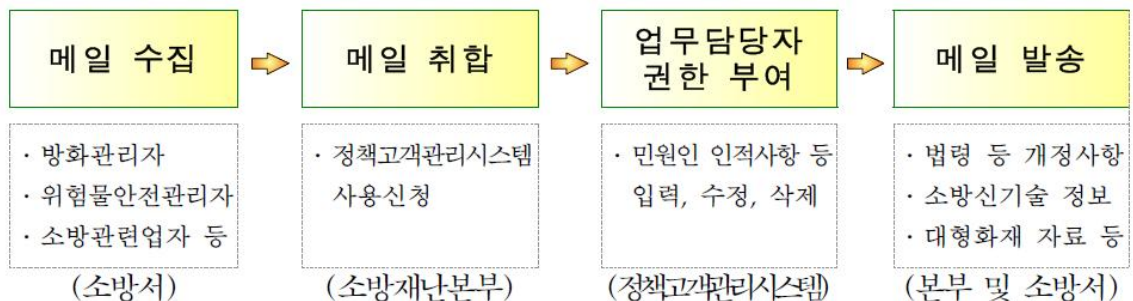 메일 수집
메일 취합
업무담당자
권한 부여
메일 발송
· 방화관리자
· 위험물안전관리자
· 소방관련업자 등
(소방서)
· 정책고객관리시스템
사용신청
(소방재난본부)
· 민원인 인적사항 등
입력, 수정, 삭제
(정책고객관리시스템)
· 법령 등 개정사항
· 소방신기술 정보
· 대형화재 자료 등
(본부 및 소방서)